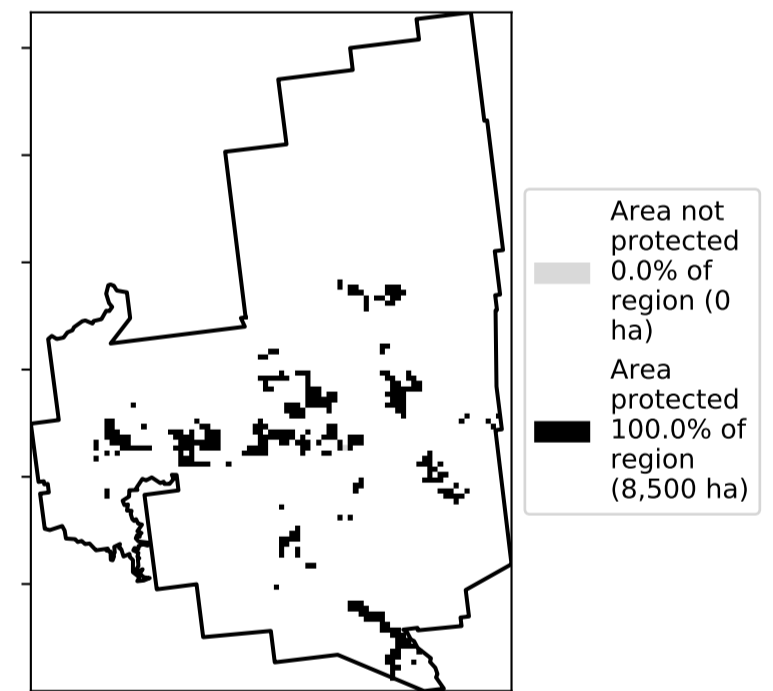 Area not
protected
0.0% of
region (0
ha)
Area
protected
100.0% of
region
(8,500 ha)